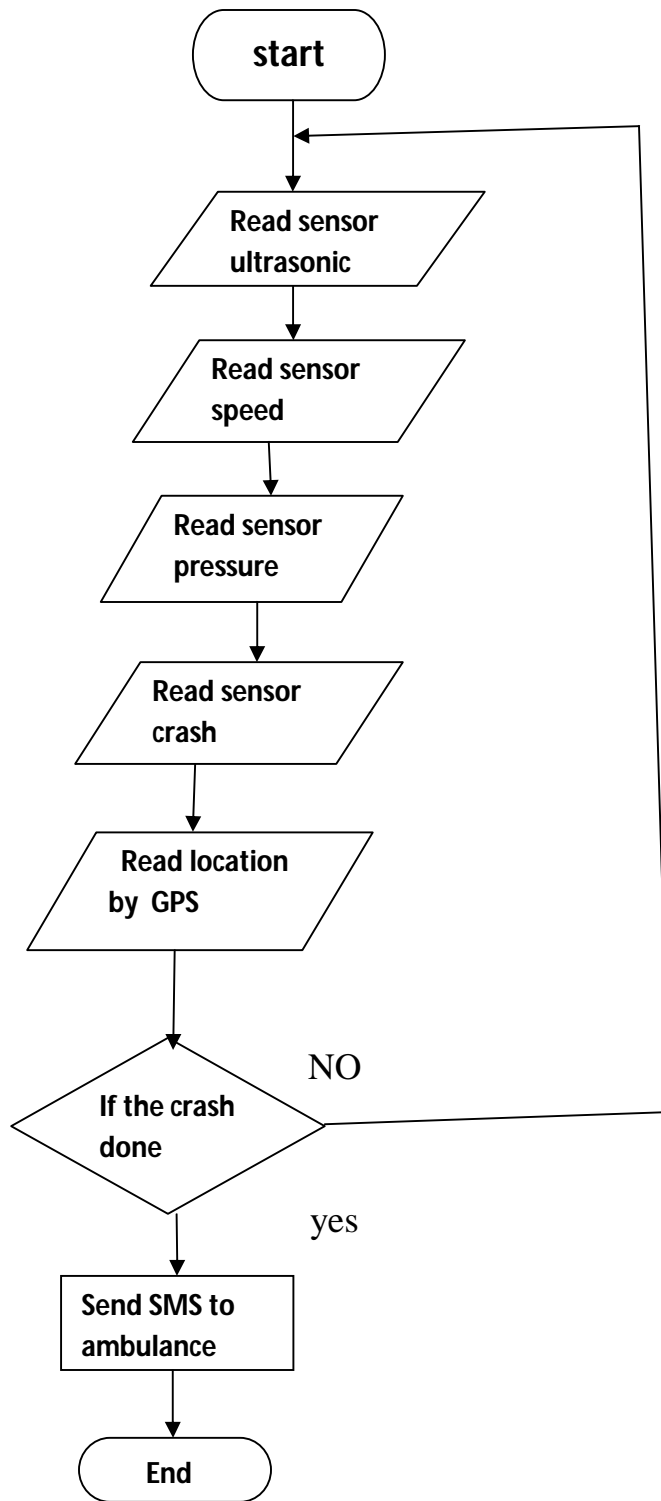 start
Read sensor
ultrasonic
Read sensor
speed
Read sensor
pressure
Read sensor
crash
Read location
by GPS
NO
If the crash
done
yes
Send SMS to
ambulance
End